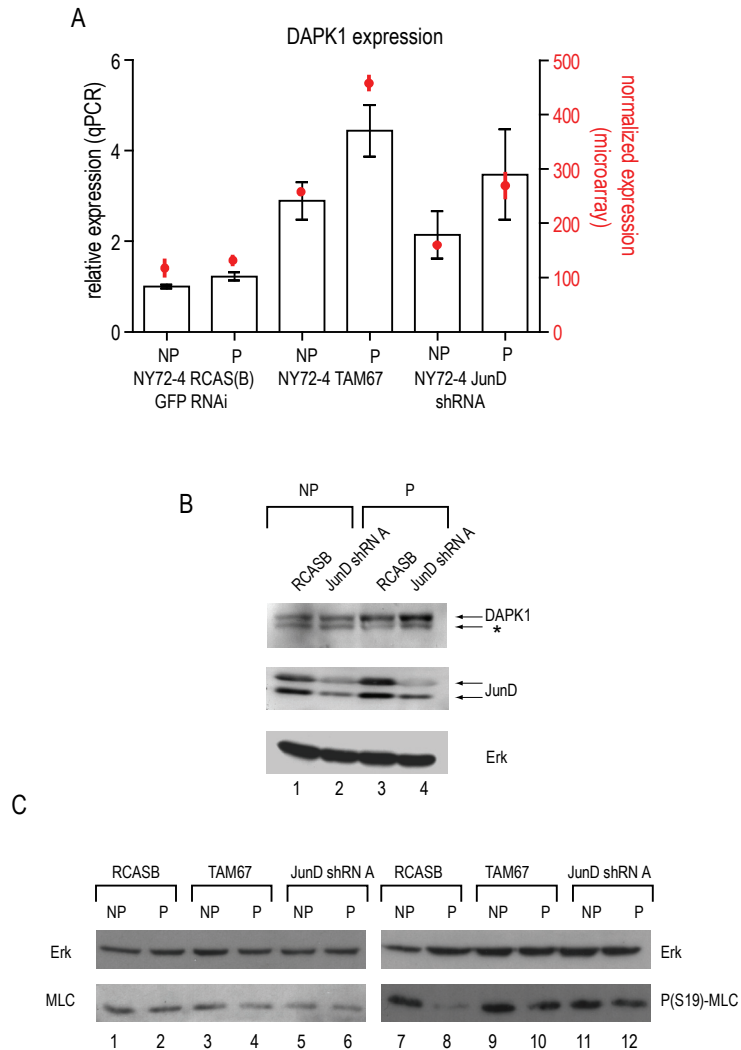 A
DAPK1 expression
relative expression (qPCR)
6
4
2
0
500
400
300
200
100
0
normalized expression
(microarray)
NP P NP P NP P
NY72-4 RCAS(B)
GFP RNAi
NY72-4 TAM67
NY72-4 JunD
shRNA
B
NP P
RCASB JunD shRN A RCASB JunD shRN A
DAPK1
*
JunD
Erk
1 2 3 4
C
RCASB TAM67 JunD shRN A RCASB TAM67 JunD shRN A
NP P NP P NP P NP P NP P NP P
Erk Erk
MLC P(S19)-MLC
1 2 3 4 5 6 7 8 9 10 11 12